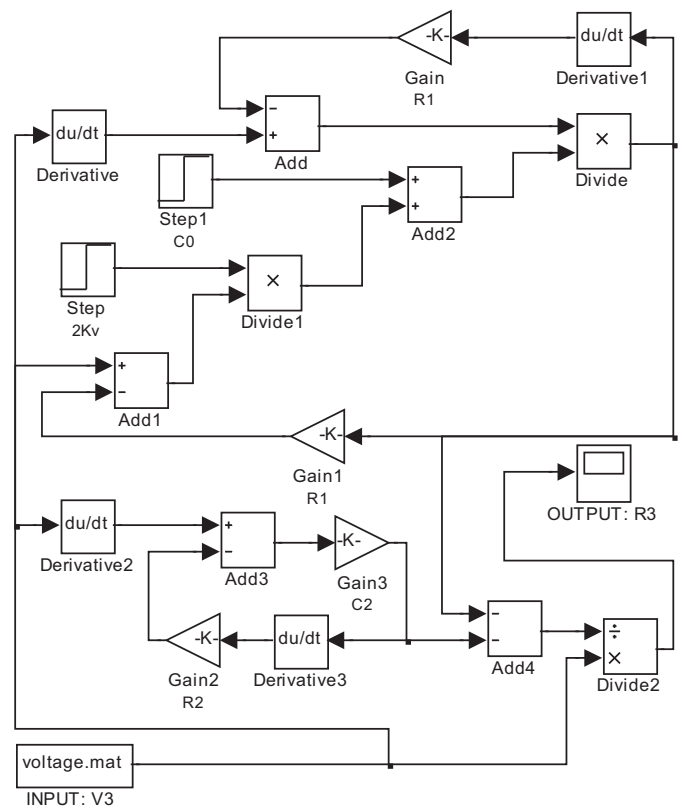 -K-
du/dt
Gain
R1
Derivative1
−
+
Add
du/dt
Derivative
×
Divide
Step1
C0
+
+
Add2
Step
2Kv
×
Divide1
+
−
Add1
-K-
Gain1
R1
OUTPUT: R3
du/dt
Derivative2
+
−
Add3
-K-
Gain3
C2
-K-
Gain2
R2
du/dt
Derivative3
−
−
Add4
÷
×
Divide2
voltage.mat
INPUT: V3